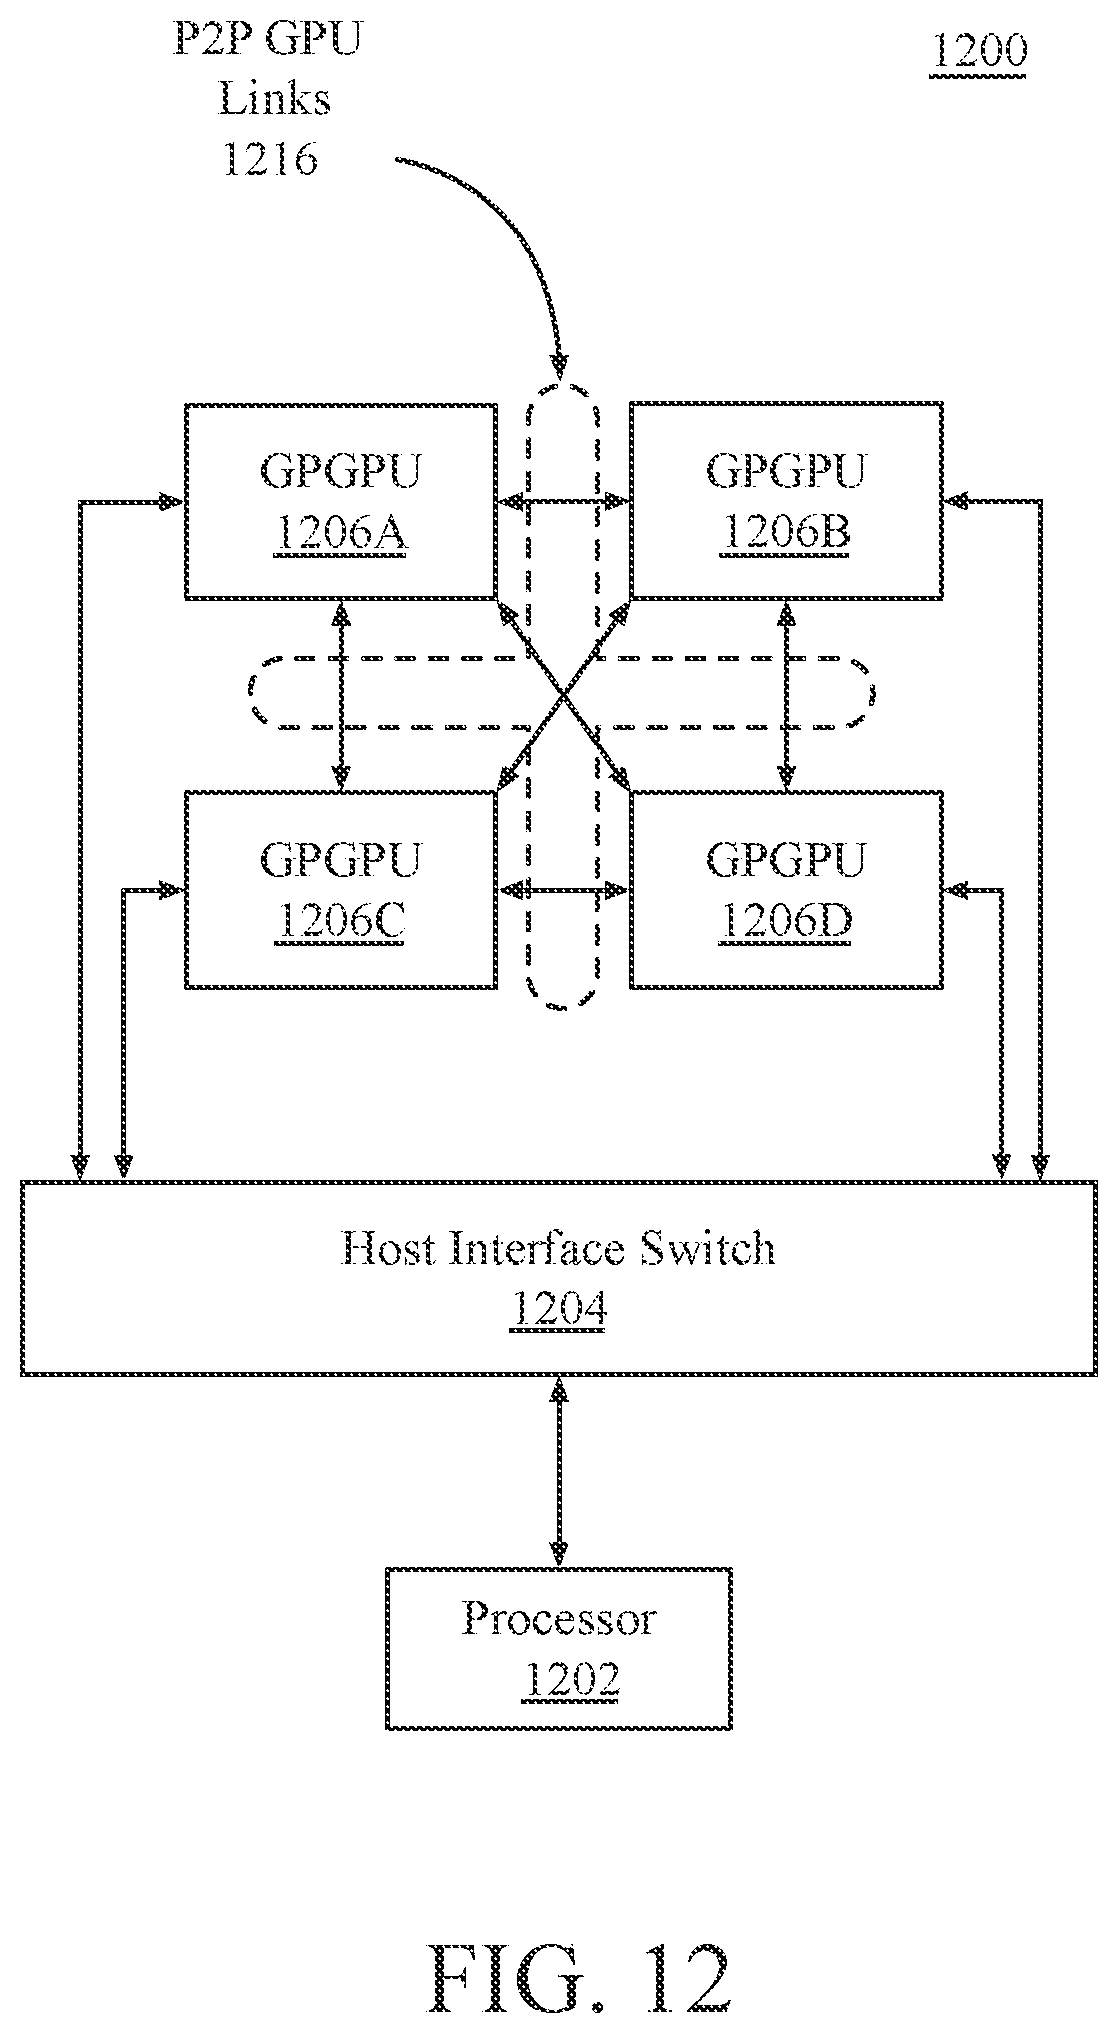 P2P GPU
Links
1216
1200
GPGPU
1206A
GPGPU
1206B
GPGPU
1206C
GPGPU
1206D
Host Interface Switch
1204
Processor
1202
FIG. 12